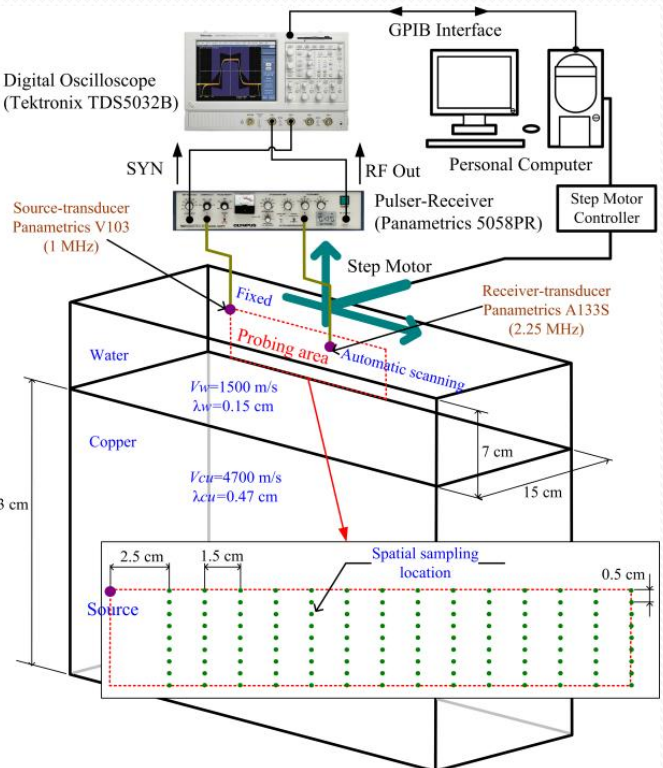 GPIB Interface
Digital Oscilloscope
(Tektronix TDS5032B)
SYN
RF Out
Personal Computer
Pulser-Receiver
(Panametrics 5058PR)
Step Motor
Controller
Source-transducer
Panametrics V103
(1 MHz)
Step Motor
Receiver-transducer
Panametrics A133S
(2.25 MHz)
Fixed
Probing area
Automatic scanning
Water
Vw=1500 m/s
λw=0.15 cm
Copper
Vcu=4700 m/s
λcu=0.47 cm
7 cm
15 cm
3 cm
2.5 cm
1.5 cm
Spatial sampling
location
0.5 cm
Source